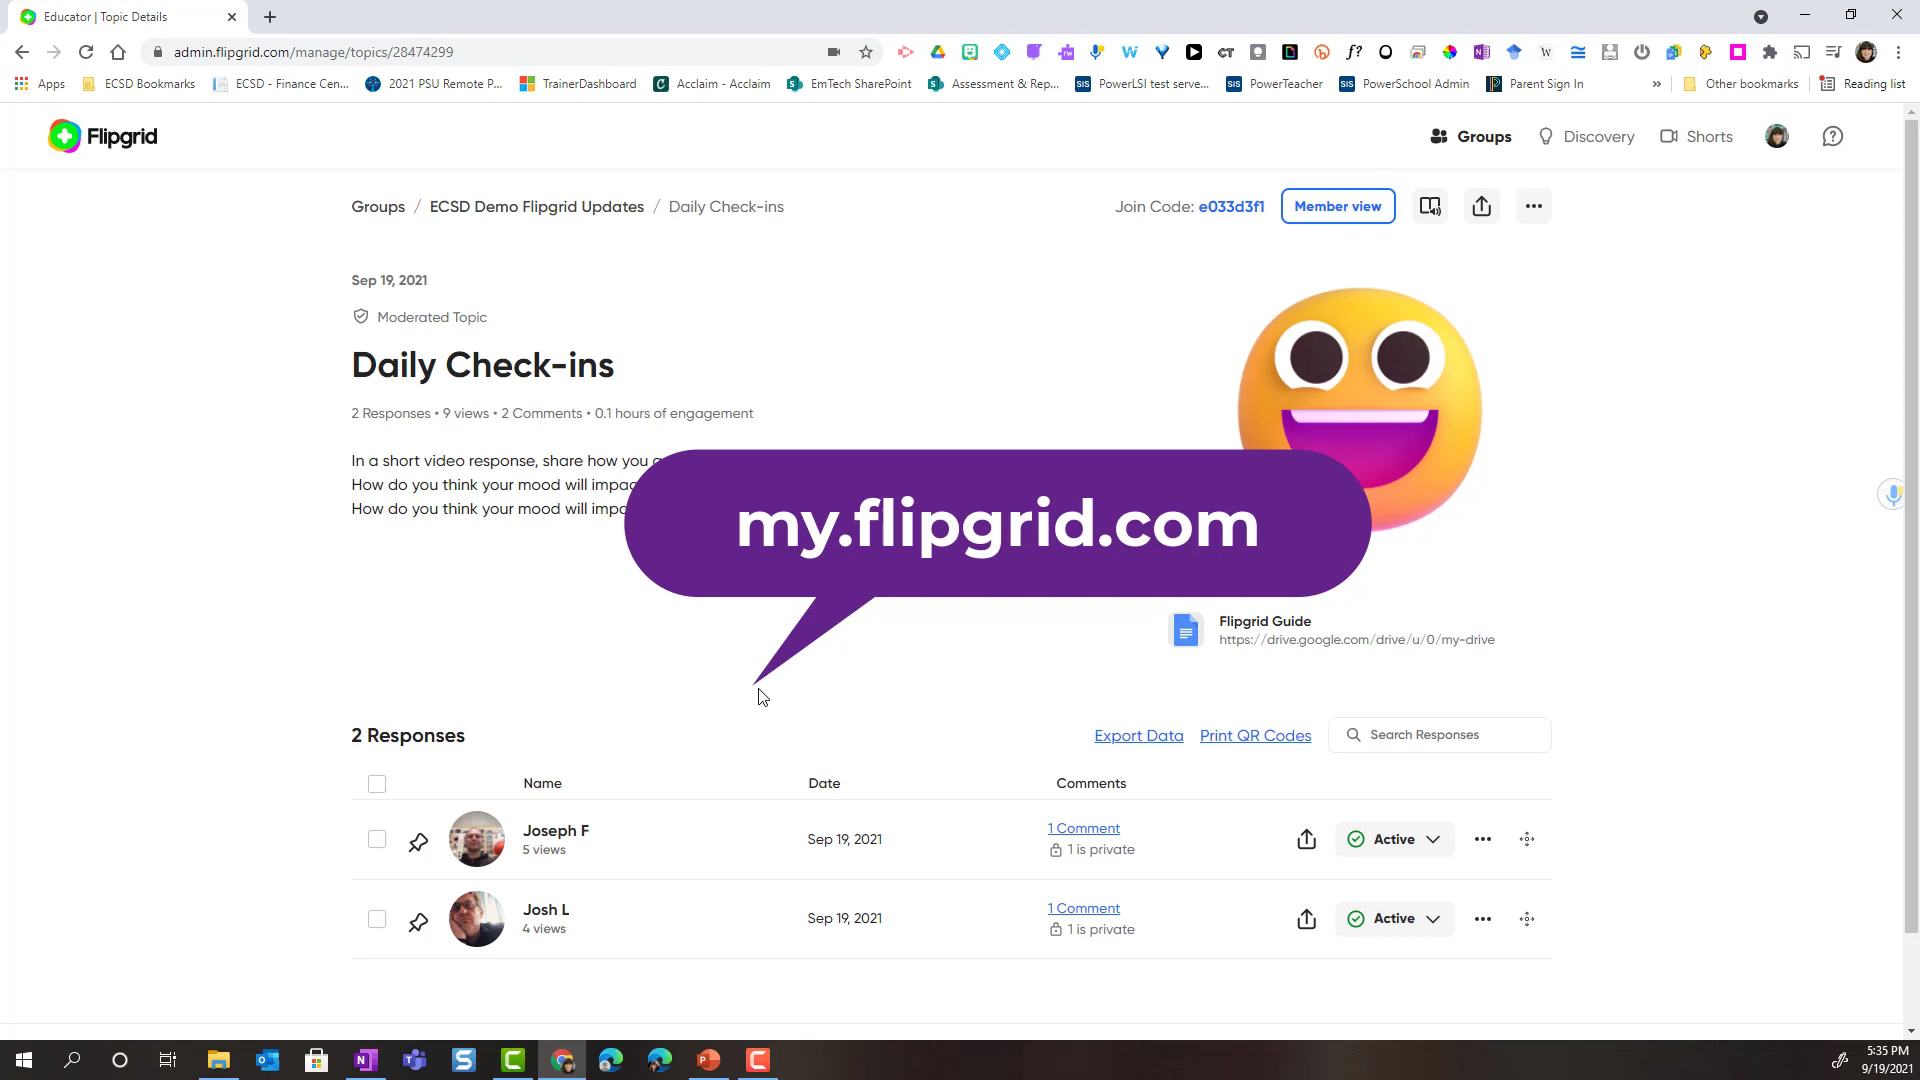 Educator | Topic Details
admin.flipgrid.com/manage/topics/28474299
Apps
ECSD Bookmarks
ECSD - Finance Cen...
2021 PSU Remote P...
TrainerDashboard
Acclaim - Acclaim
EmTech SharePoint
Assessment & Rep...
PowerLSI test serve...
PowerTeacher
PowerSchool Admin
Parent Sign In
»
Other bookmarks
Reading list
Flipgrid
Groups
Discovery
Shorts
Groups / ECSD Demo Flipgrid Updates / Daily Check-ins
Join Code: e033d3f1
Member view
Sep 19, 2021
Moderated Topic
Daily Check-ins
2 Responses • 9 views • 2 Comments • 0.1 hours of engagement
In a short video response, share how you
How do you think your mood will
How do you think your mood will
my.flipgrid.com
Flipgrid Guide
https://drive.google.com/drive/u/0/my-drive
2 Responses
Export Data
Print QR Codes
Search Responses
Name
Date
Comments
Joseph F
5 views
Sep 19, 2021
1 Comment
1 is private
Active
Josh L
4 views
Sep 19, 2021
1 Comment
1 is private
Active
5:35 PM
9/19/2021